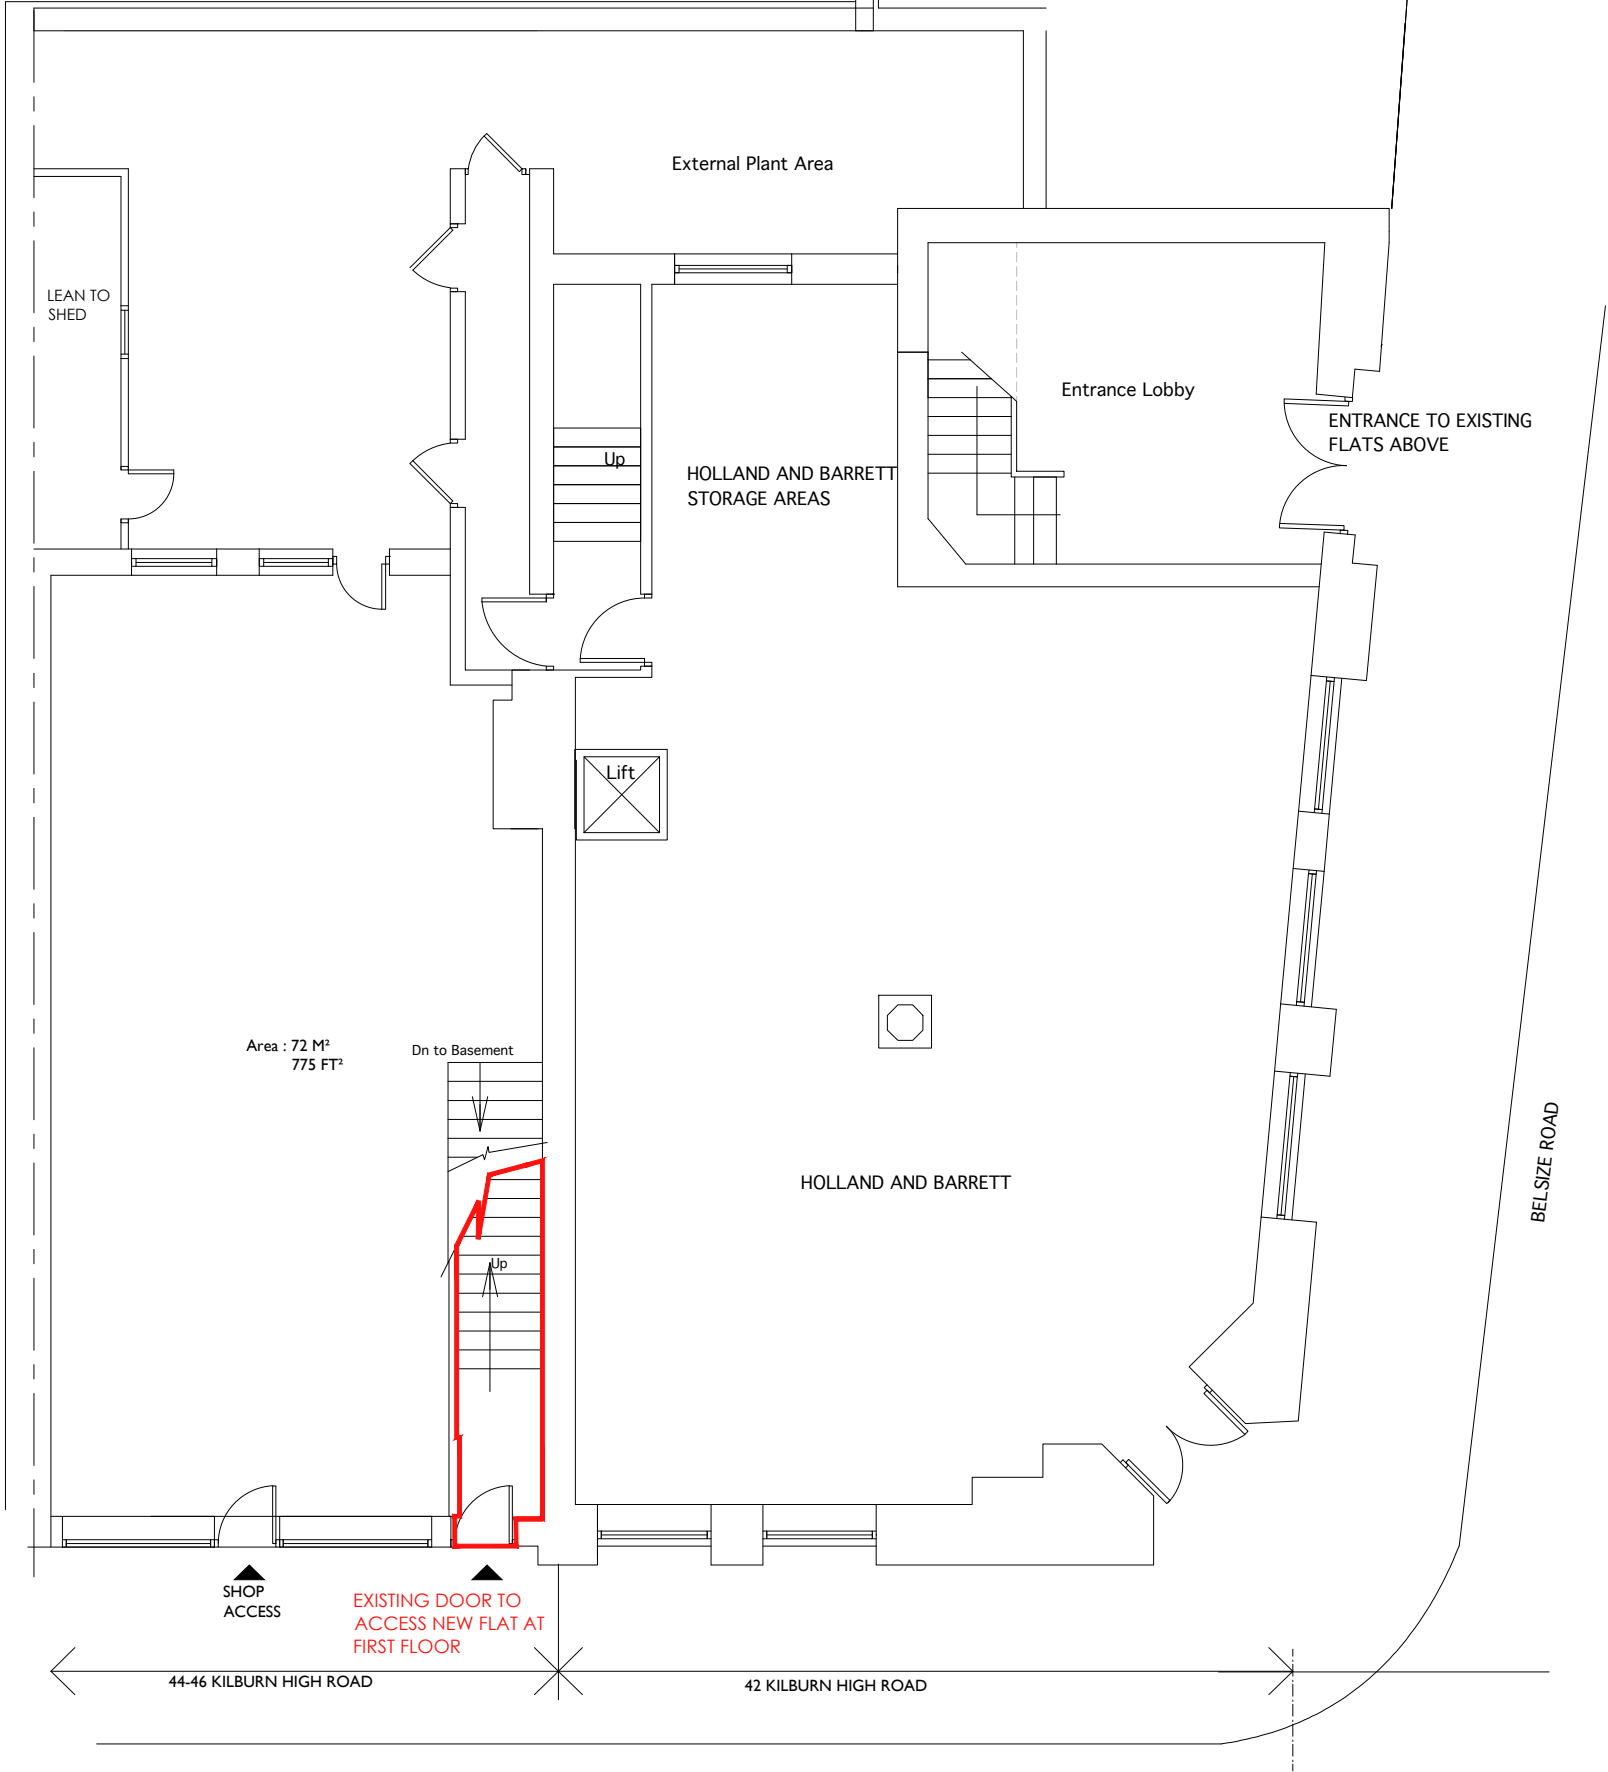 External Plant Area
LEAN TO
SHED
Entrance Lobby
ENTRANCE TO EXISTING
FLATS ABOVE
Up
HOLLAND AND BARRETT
STORAGE AREAS
Lift
Area : 72 M²
775 FT²
Dn to Basement
BELSIZE ROAD
HOLLAND AND BARRETT
Up
SHOP
ACCESS
EXISTING DOOR TO
ACCESS NEW FLAT AT
FIRST FLOOR
44-46 KILBURN HIGH ROAD
42 KILBURN HIGH ROAD